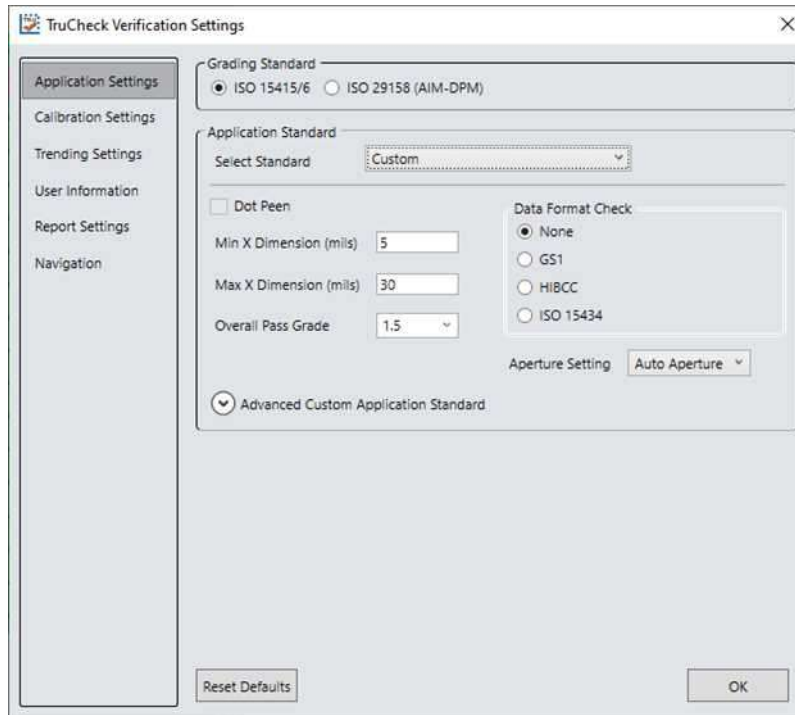 TruCheck Verification Settings
Application Settings
Calibration Settings
Trending Settings
User Information
Report Settings
Navigation
Grading Standard
ISO 15415/6 ISO 29158 (AIM-DPM)
Application Standard
Select Standard Custom
Dot Peen
Min X Dimension (mils) 5
Max X Dimension (mils) 30
Overall Pass Grade 1.5
Data Format Check
None
GS1
HIBCC
ISO 15434
Aperture Setting Auto Aperture
Advanced Custom Application Standard
Reset Defaults OK